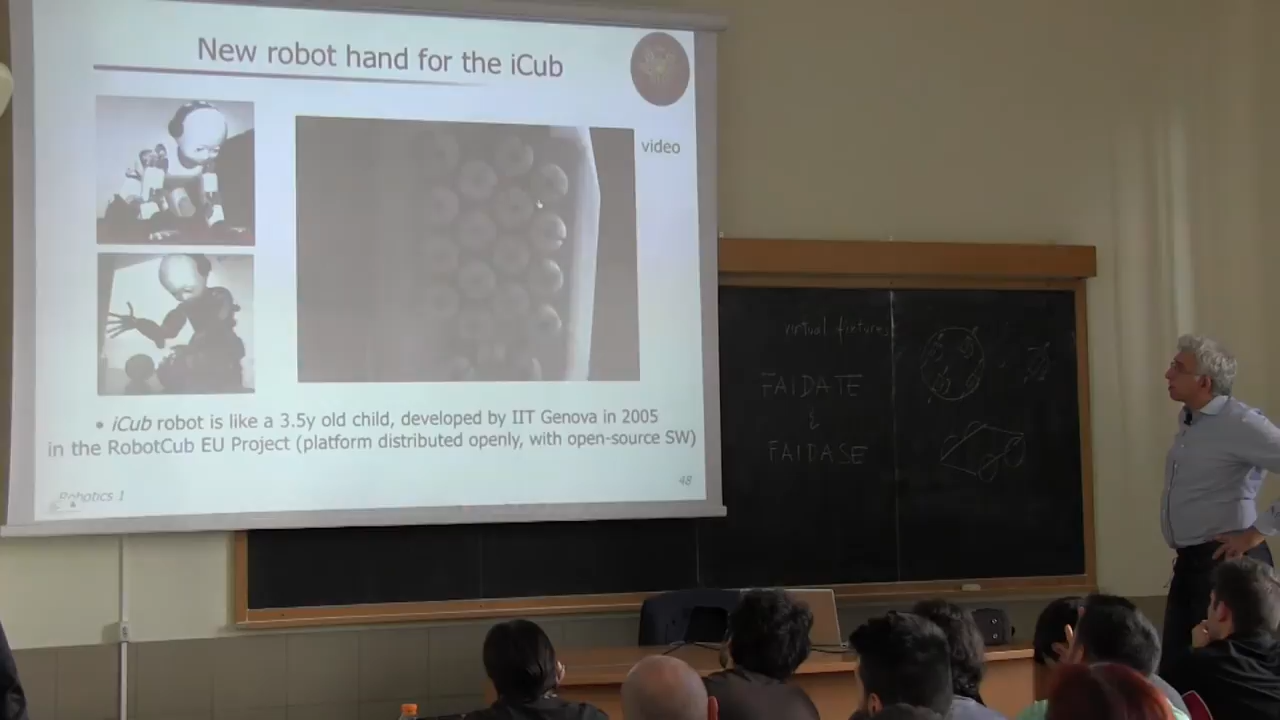 New robot hand for the iCub
video
• iCub robot is like a 3.5y old child, developed by IIT Genova in 2005
in the RobotCub EU Project (platform distributed openly, with open-source SW)
Robotics 1
48
virtual fixtures
FAIDATE
&
FAIDASE